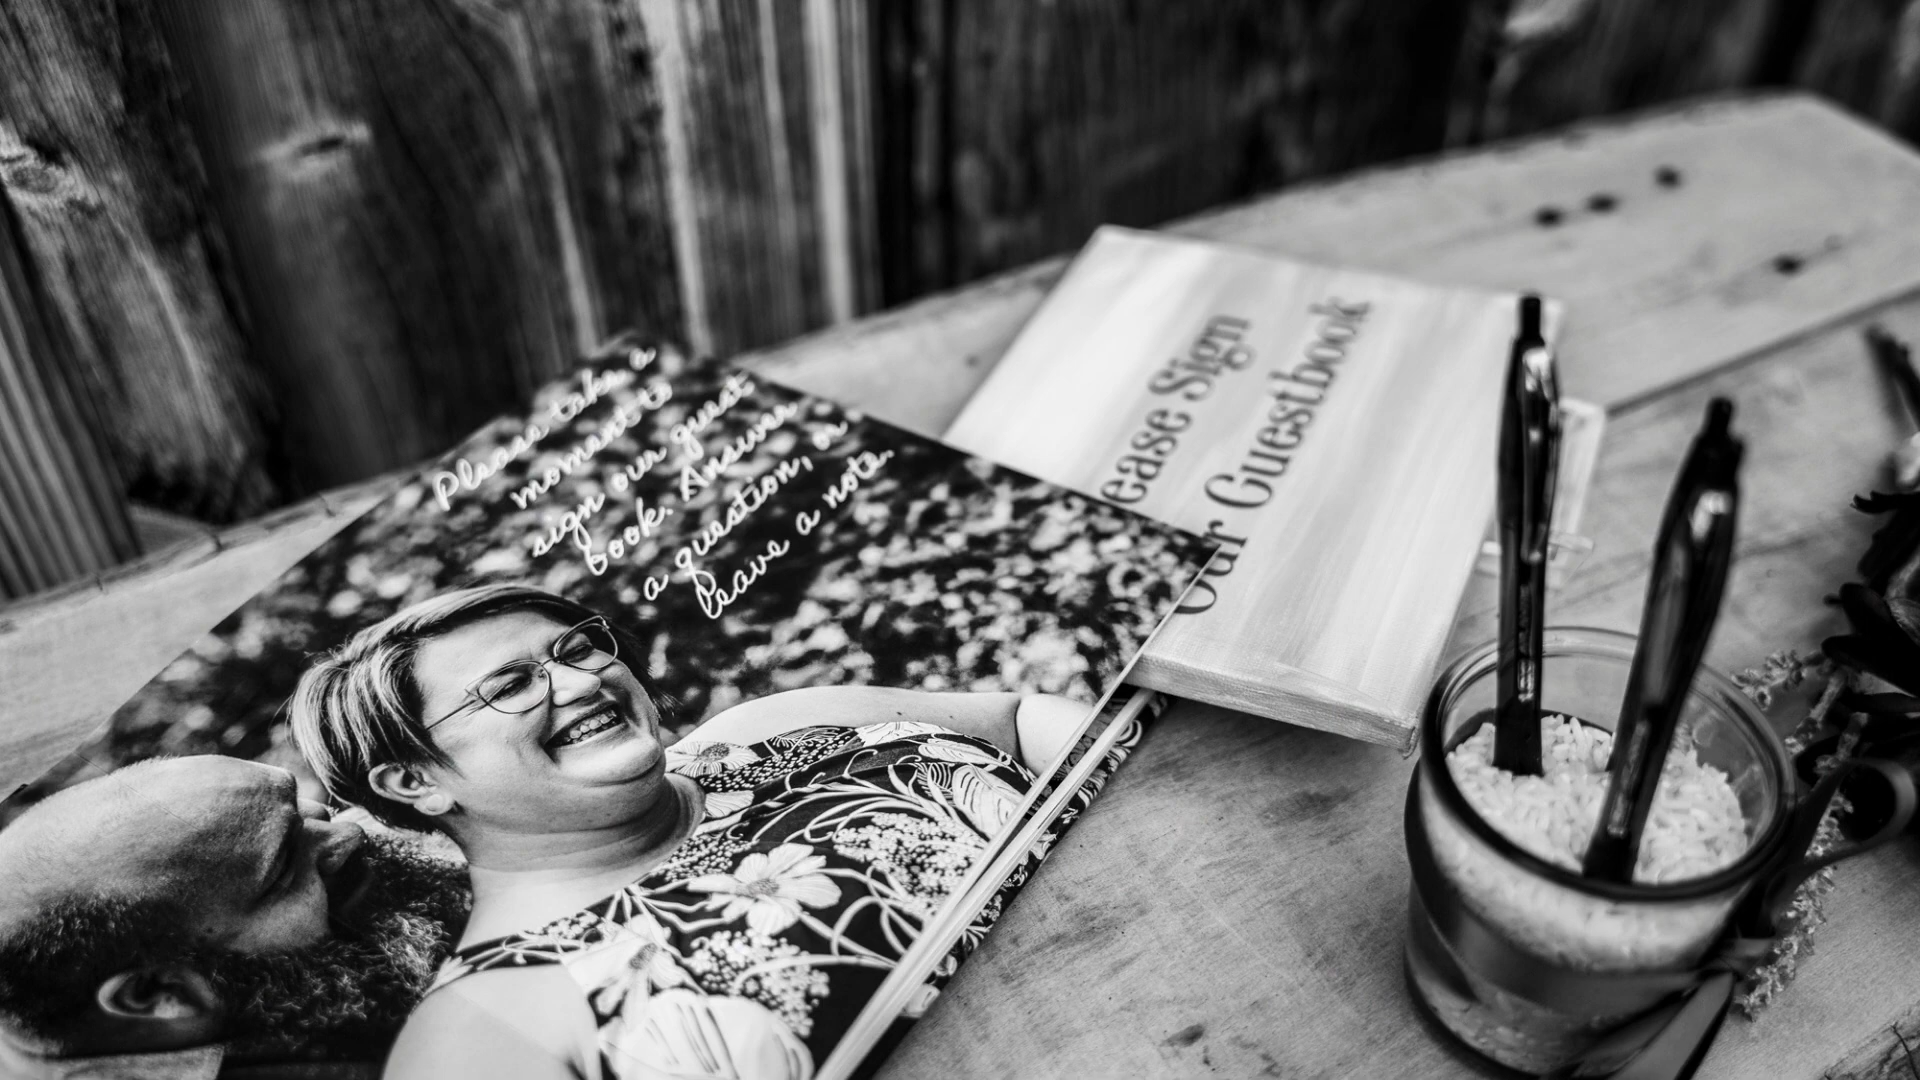 Please take a
moment to
sign our guest
book. Answer
a question, or
leave a note.
ease Sign
Our Guestbook